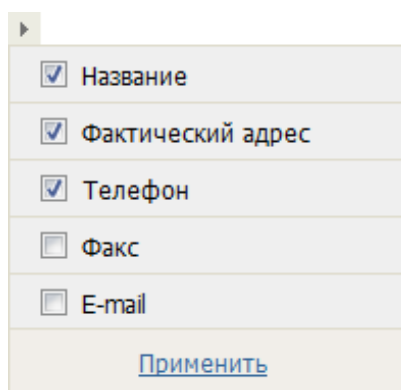 Название
Фактический адрес
Телефон
Факс
E-mail
Применить